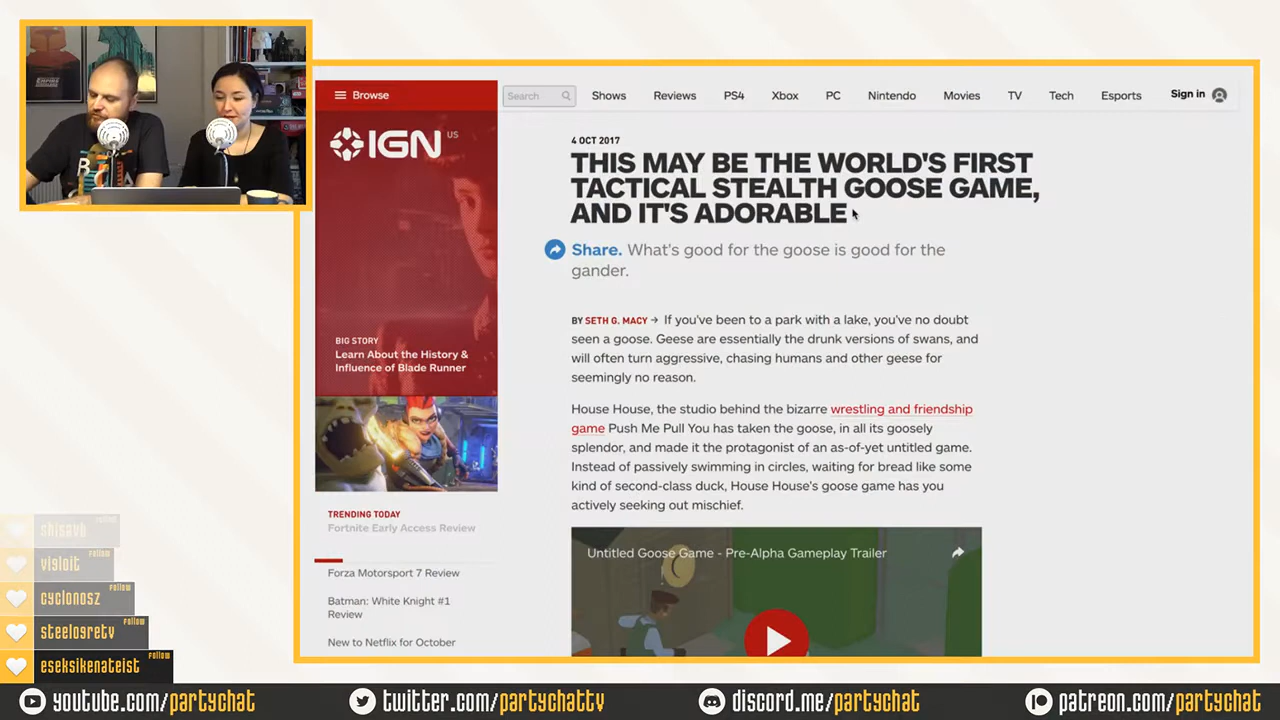 Browse
Search
Shows
Reviews
PS4
Xbox
PC
Nintendo
Movies
TV
Tech
Esports
Sign in
IGN
US
4 OCT 2017
THIS MAY BE THE WORLD'S FIRST
TACTICAL STEALTH GOOSE GAME,
AND IT'S ADORABLE
Share. What's good for the goose is good for the
gander.
BY SETH G. MACY → If you've been to a park with a lake, you've no doubt
seen a goose. Geese are essentially the drunk versions of swans, and
will often turn aggressive, chasing humans and other geese for
seemingly no reason.
House House, the studio behind the bizarre wrestling and friendship
game Push Me Pull You has taken the goose, in all its goosely
splendor, and made it the protagonist of an as-of-yet untitled game.
Instead of passively swimming in circles, waiting for bread like some
kind of second-class duck, House House's goose game has you
actively seeking out mischief.
Untitled Goose Game - Pre-Alpha Gameplay Trailer
BIG STORY
Learn About the History &
Influence of Blade Runner
TRENDING TODAY
Fortnite Early Access Review
Forza Motorsport 7 Review
Batman: White Knight #1
Review
New to Netflix for October
visloit Follow
cyclonosz Follow
steelogretv Follow
eseksikenateist Follow
youtube.com/partychat
twitter.com/partychattv
discord.me/partychat
patreon.com/partychat